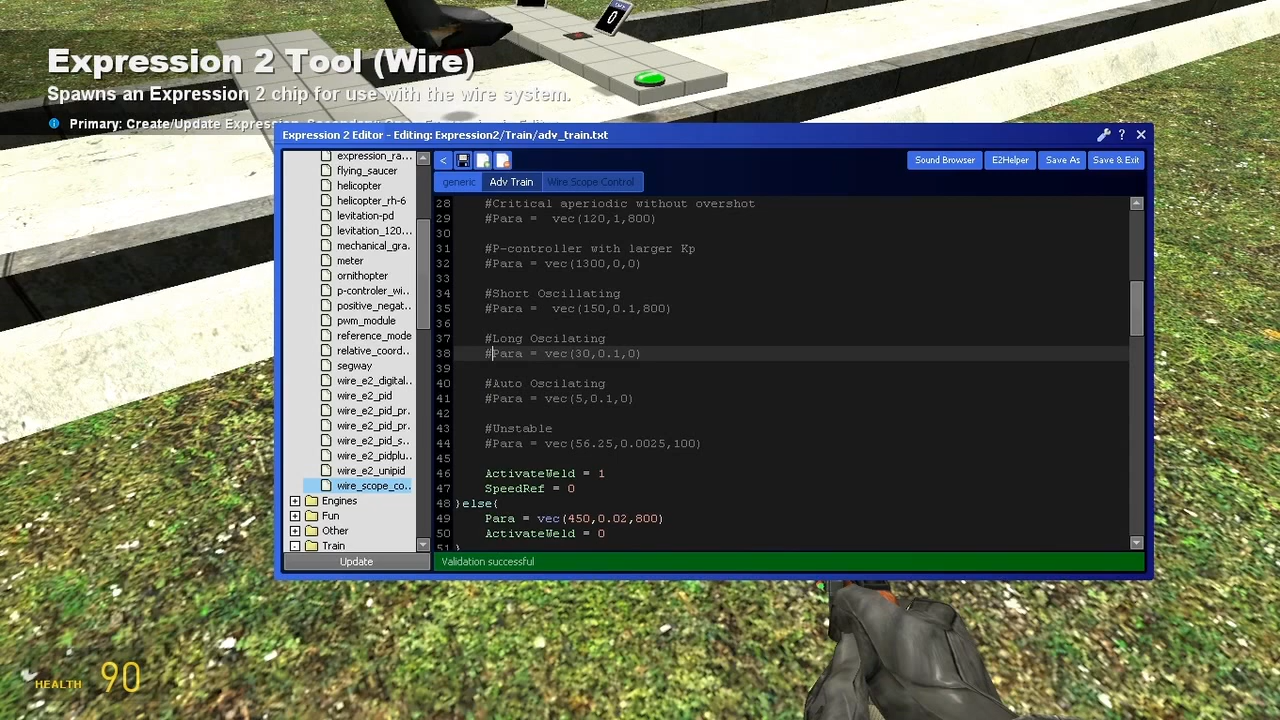 0
Expression 2 Tool (Wire)
Spawns an Expression 2 chip for use with the wire system.
Primary: Create/Update Expression
Expression 2 Editor - Editing: Expression2/Train/adv_train.txt
?
<
Sound Browser
E2Helper
Save As
Save & Exit
generic
Adv Train
Wire Scope Control
expression_ra...
flying_saucer
helicopter
helicopter_rh-6
levitation-pd
levitation_120...
mechanical_gra.
meter
ornithopter
p-controler_wi..
positive_negat..
pwm_module
reference_mode
relative_coord..
segway
wire_e2_digital..
wire_e2_pid
wire_e2_pid_pr.
wire_e2_pid_pr.
wire_e2_pid_s..
wire_e2_pidplu..
wire_e2_unipid
wire_scope_co..
Engines
Fun
Other
Train
Update
28 #Critical aperiodic without overshot
29 #Para =  vec(120,1,800)
30
31 #P-controller with larger Kp
32 #Para = vec(1300,0,0)
33
34 #Short Oscillating
35 #Para =  vec(150,0.1,800)
36
37 #Long Oscilating
38 #Para = vec(30,0.1,0)
39
40 #Auto Oscilating
41 #Para = vec(5,0.1,0)
42
43 #Unstable
44 #Para = vec(56.25,0.0025,100)
45
46 ActivateWeld = 1
47 SpeedRef = 0
48 }else{
49 Para = vec(450,0.02,800)
50 ActivateWeld = 0
51 }
Validation successful
HEALTH 90